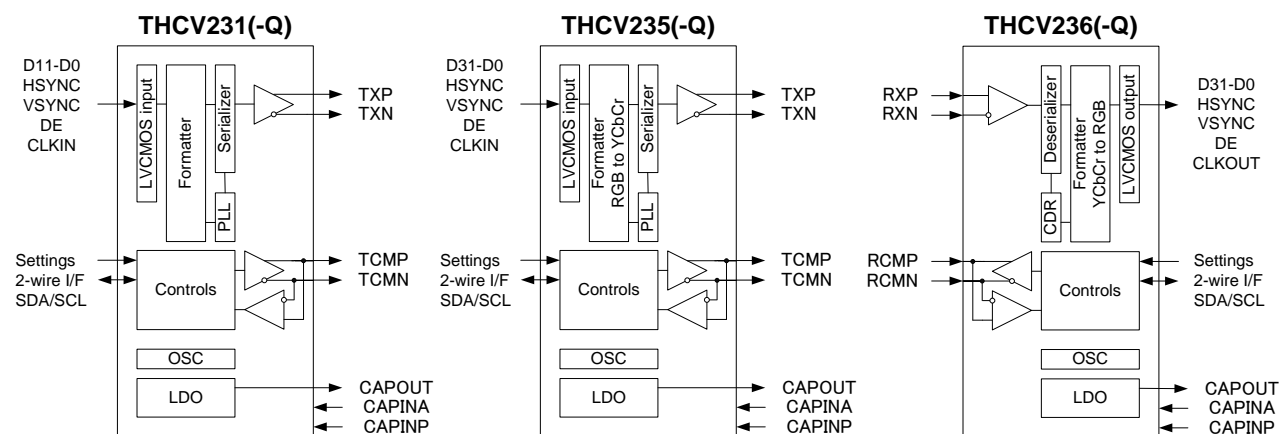 THCV231(-Q)
D11-D0
HSYNC
VSYNC
DE
CLKIN
LVCMOS input
Formatter
Serializer
PLL
TXP
TXN
Settings
2-wire I/F
SDA/SCL
Controls
TCMP
TCMN
OSC
LDO
CAPOUT
CAPINA
CAPINP
THCV235(-Q)
D31-D0
HSYNC
VSYNC
DE
CLKIN
LVCMOS input
Formatter
RGB to YCbCr
Serializer
PLL
TXP
TXN
Settings
2-wire I/F
SDA/SCL
Controls
TCMP
TCMN
OSC
LDO
CAPOUT
CAPINA
CAPINP
THCV236(-Q)
RXP
RXN
Deserializer
CDR
Formatter
YCbCr to RGB
LVCMOS output
D31-D0
HSYNC
VSYNC
DE
CLKOUT
RCMP
RCMN
Controls
Settings
2-wire I/F
SDA/SCL
OSC
LDO
CAPOUT
CAPINA
CAPINP